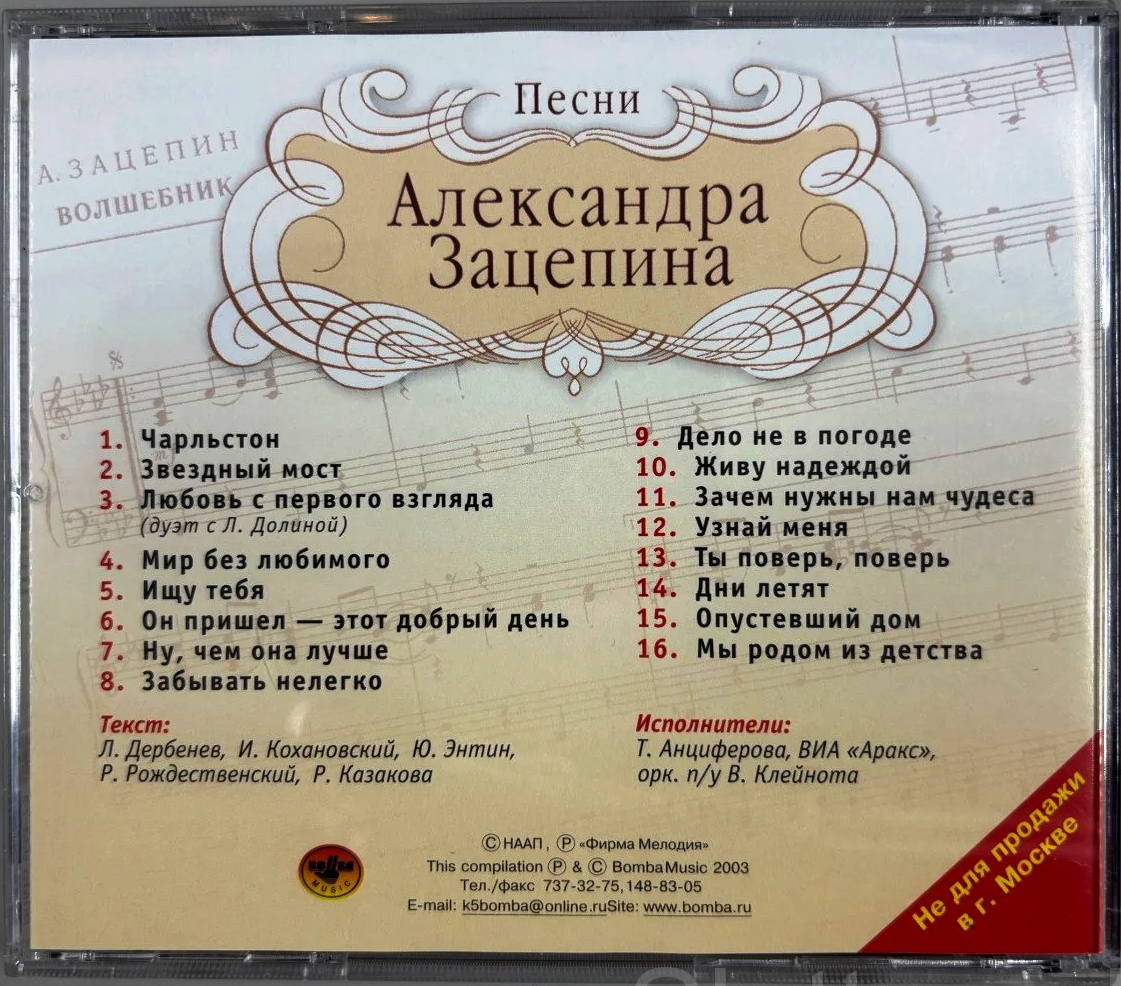 Песни
Александра
Зацепина
А. ЗАЦЕПИН
ВОЛШЕБНИК
1. Чарльстон
2. Звездный мост
3. Любовь с первого взгляда
(дуэт с Л. Долиной)
4. Мир без любимого
5. Ищу тебя
6. Он пришел — этот добрый день
7. Ну, чем она лучше
8. Забывать нелегко
9. Дело не в погоде
10. Живу надеждой
11. Зачем нужны нам чудеса
12. Узнай меня
13. Ты поверь, поверь
14. Дни летят
15. Опустевший дом
16. Мы родом из детства
Текст:
Л. Дербенев, И. Кохановский, Ю. Энтин,
Р. Рождественский, Р. Казакова
Исполнители:
Т. Анциферова, ВИА «Аракс»,
орк. п/у В. Клейнота
Ⓒ НААП, Ⓟ «Фирма Мелодия»
This compilation Ⓟ & Ⓒ BombaMusic 2003
Тел./факс 737-32-75,148-83-05
E-mail: k5bomba@online.ruSite: www.bomba.ru
BOMBA
MUSIC
Не для продажи
в г. Москве